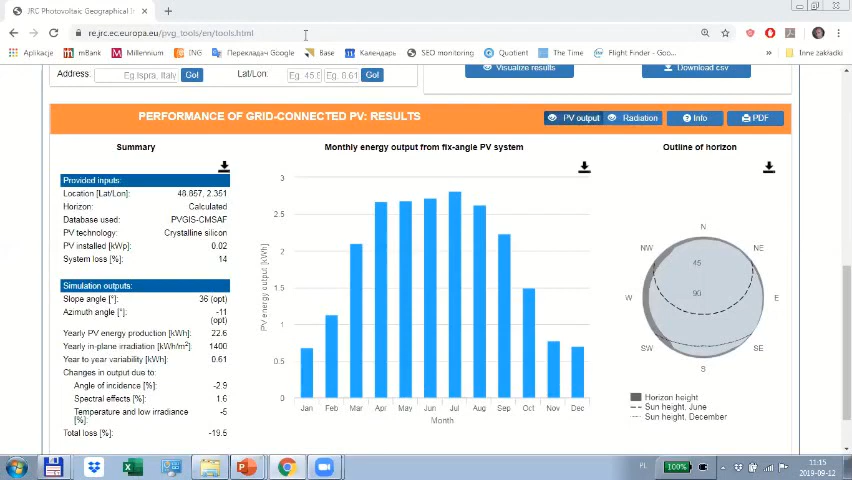 JRC Photovoltaic Geographical In
re.jrc.ec.europa.eu/pvg_tools/en/tools.html
Aplikacje mBank Millennium ING Przekładacz Google Base Календарь SEO monitoring Quotient The Time Flight Finder - Go... » Inne zakładki
Address: Eg. Ispra, Italy Go! Lat/Lon: Eg. 45.8 Eg. 8.61 Go!
Visualize results
Download csv
PERFORMANCE OF GRID-CONNECTED PV: RESULTS
PV output Radiation Info PDF
Summary
Provided inputs:
Location [Lat/Lon): 48.857, 2.351
Horizon: Calculated
Database used: PVGIS-CMSAF
PV technology: Crystalline silicon
PV installed [kWp): 0.02
System loss [%]: 14
Simulation outputs:
Slope angle [°]: 36 (opt)
Azimuth angle [°]: -11 (opt)
Yearly PV energy production [kWh]: 22.6
Yearly in-plane irradiation [kWh/m²]: 1400
Year to year variability [kWh]: 0.61
Changes in output due to:
Angle of incidence [%]: -2.9
Spectral effects [%]: 1.6
Temperature and low irradiance [%]: -5
Total loss [%]: -19.5
Monthly energy output from fix-angle PV system
PV energy output [kWh]
3
2.5
2
1.5
1
0.5
0
Jan Feb Mar Apr May Jun Jul Aug Sep Oct Nov Dec
Month
Outline of horizon
N
NW NE
45
90
W E
SW SE
S
Horizon height
Sun height, June
Sun height, December
PL 100% 11:15
2019-09-12